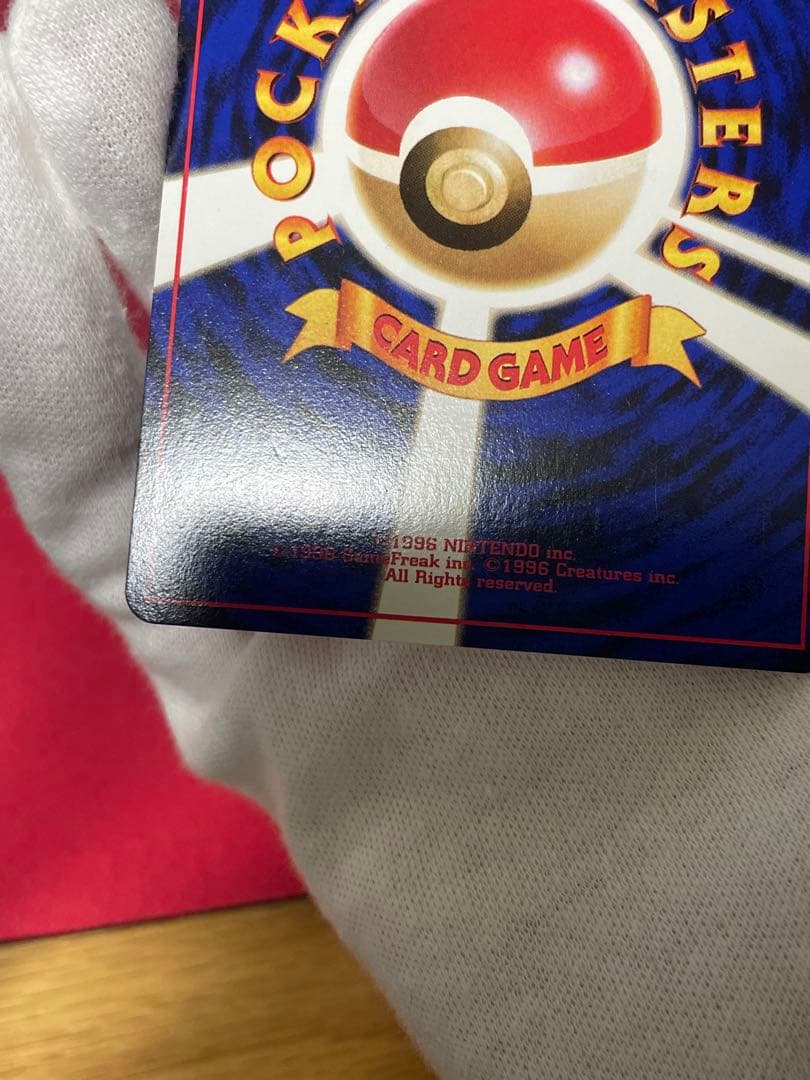 POCK
STERS
CARD GAME
©1996 NINTENDO inc.
©1996 GameFreak inc. ©1996 Creatures inc.
All Rights reserved.